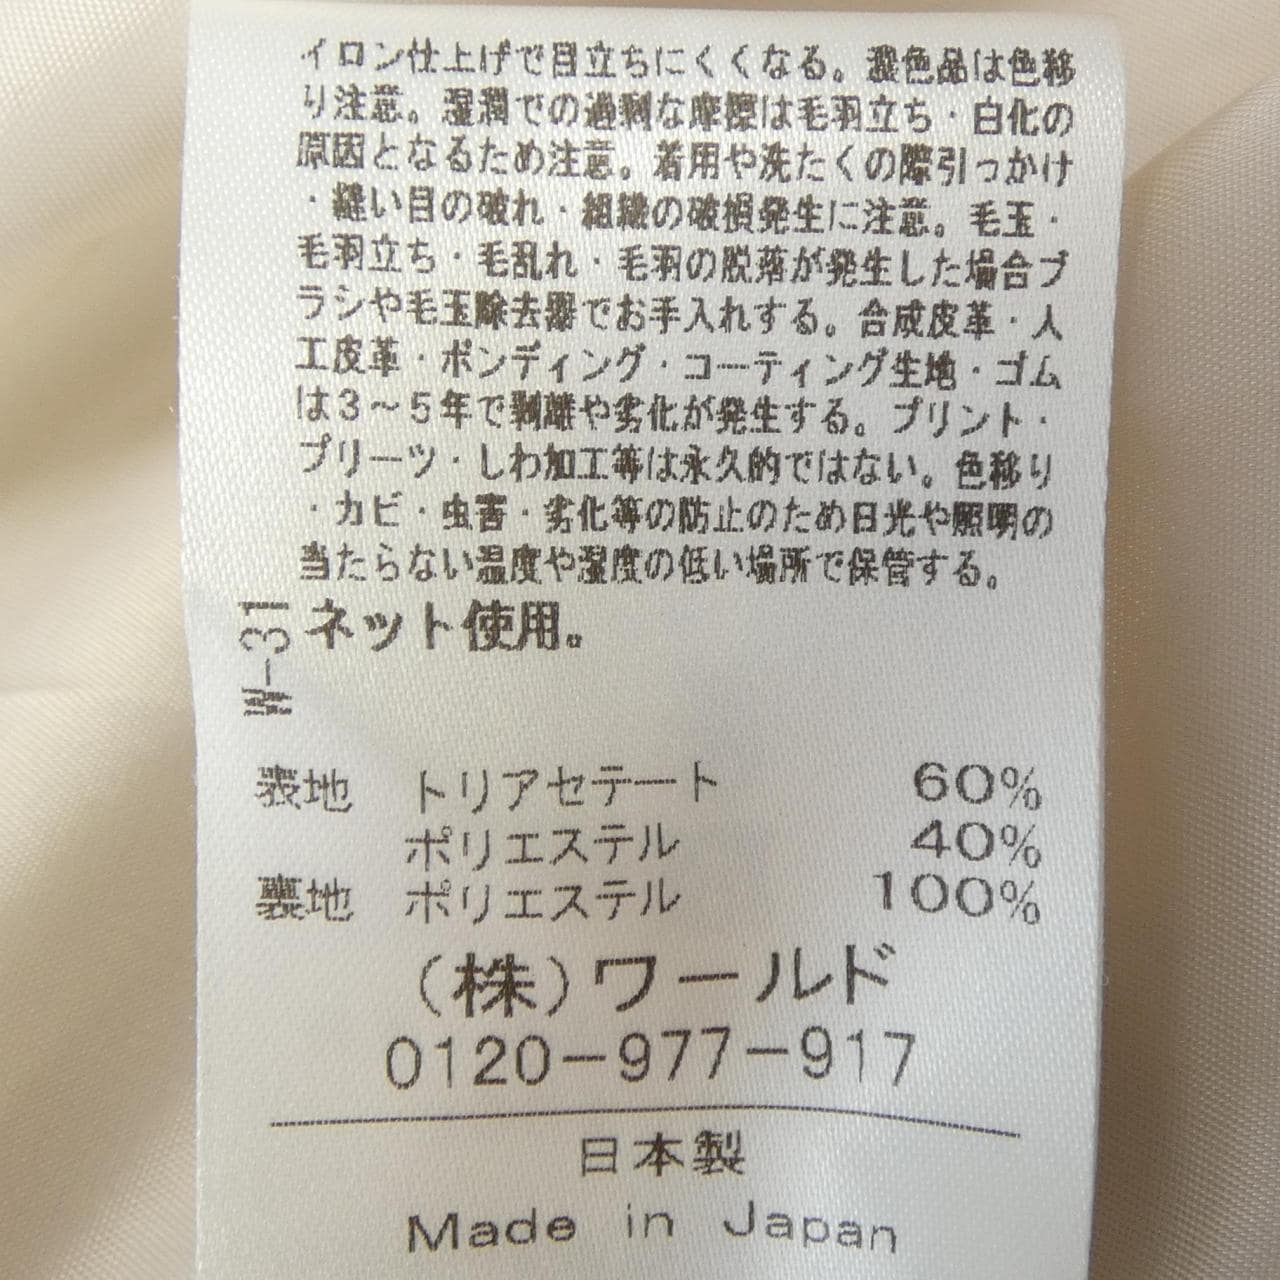 イロン仕上げで目立ちにくくなる。濃色品は色移
り注意。湿潤での過剰な摩擦は毛羽立ち・白化の
原因となるため注意。着用や洗たくの際引っかけ
・縫い目の破れ・組織の破損発生に注意。毛玉・
毛羽立ち・毛乱れ・毛羽の脱落が発生した場合ブ
ラシや毛玉除去器でお手入れする。合成皮革・人
工皮革・ボンディング・コーティング生地・ゴム
は3~5年で剥離や劣化が発生する。プリント・
プリーツ・しわ加工等は永久的ではない。色移り
・カビ・虫害・劣化等の防止のため日光や照明の
当たらない温度や湿度の低い場所で保管する。
ネット使用。
W-31
表地 トリアセテート 60%
ポリエステル 40%
裏地 ポリエステル 100%
(株)ワールド
0120-977-917
日本製
Made in Japan